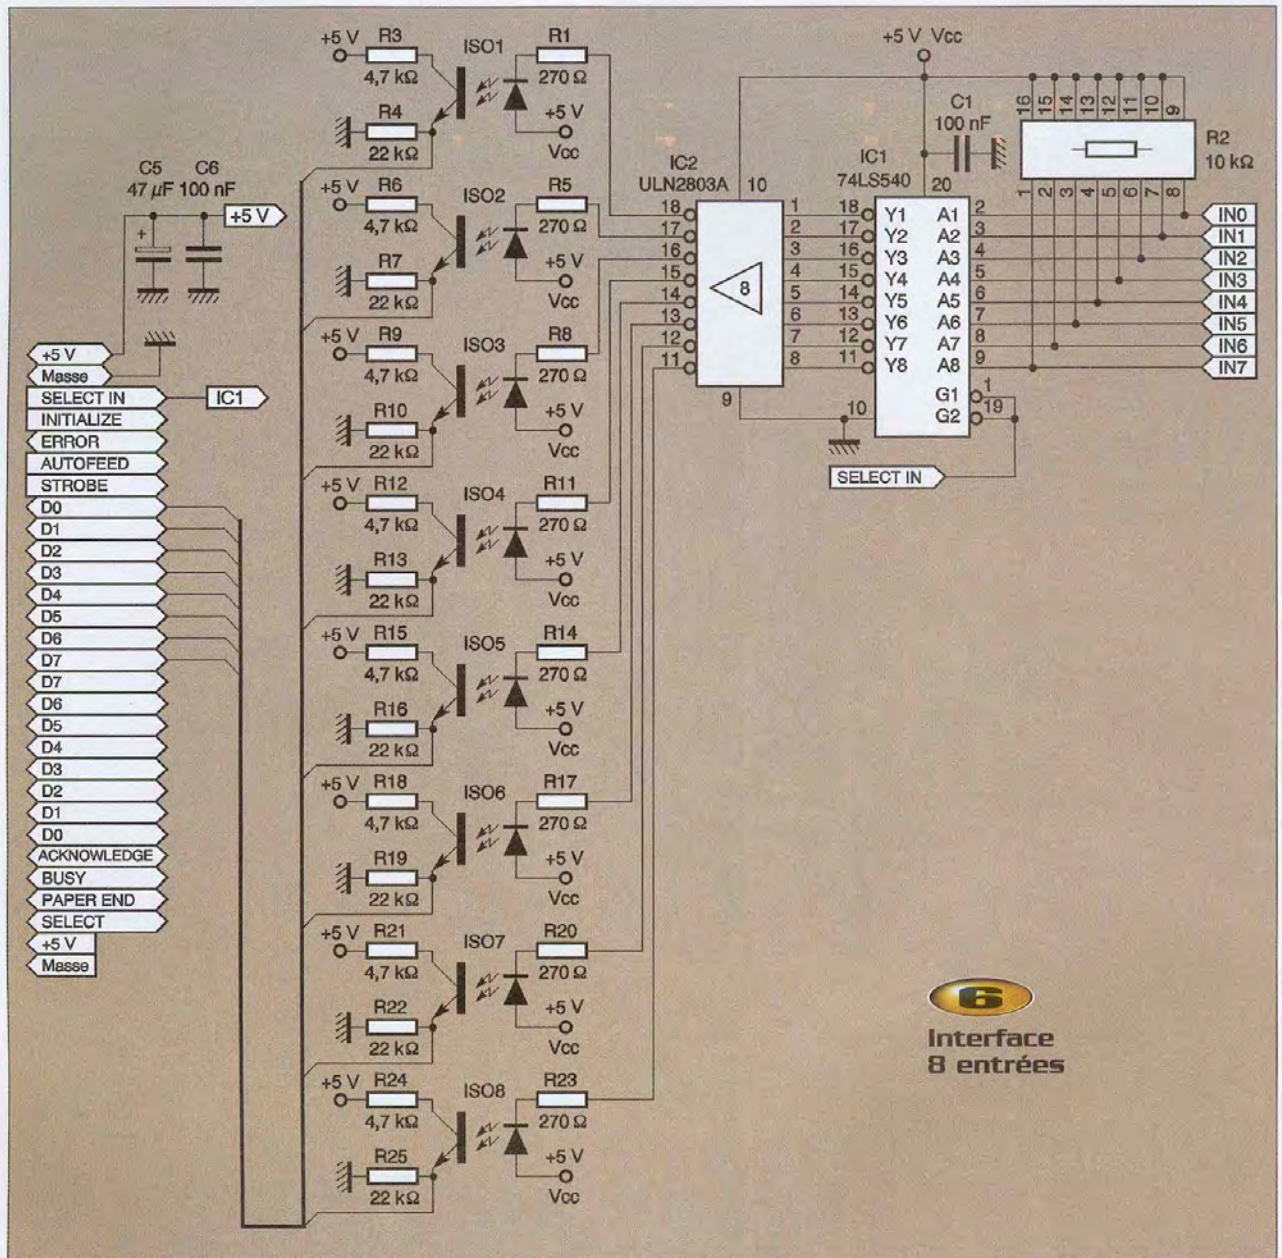 +5 V R3
4,7 kΩ
R4
22 kΩ
ISO1
R1
270 Ω
+5 V
Vcc
C5
47 µF
C6
100 nF
+5 V
+
+5 V R6
4,7 kΩ
R7
22 kΩ
ISO2
R5
270 Ω
+5 V
Vcc
+5 V R9
4,7 kΩ
R10
22 kΩ
ISO3
R8
270 Ω
+5 V
Vcc
+5 V R12
4,7 kΩ
R13
22 kΩ
ISO4
R11
270 Ω
+5 V
Vcc
+5 V R15
4,7 kΩ
R16
22 kΩ
ISO5
R14
270 Ω
+5 V
Vcc
+5 V R18
4,7 kΩ
R19
22 kΩ
ISO6
R17
270 Ω
+5 V
Vcc
+5 V R21
4,7 kΩ
R22
22 kΩ
ISO7
R20
270 Ω
+5 V
Vcc
+5 V R24
4,7 kΩ
R25
22 kΩ
ISO8
R23
270 Ω
+5 V
Vcc
+5 V
Masse
SELECT IN
IC1
INITIALIZE
ERROR
AUTOFEED
STROBE
D0
D1
D2
D3
D4
D5
D6
D7
D7
D6
D5
D4
D3
D2
D1
D0
ACKNOWLEDGE
BUSY
PAPER END
SELECT
+5 V
Masse
IC2
ULN2803A
10
18
17
16
15
14
13
12
11
8
9
1
2
3
4
5
6
7
8
+5 V Vcc
C1
100 nF
IC1
74LS540
20
18 Y1 A1 2
17 Y2 A2 3
16 Y3 A3 4
15 Y4 A4 5
14 Y5 A5 6
13 Y6 A6 7
12 Y7 A7 8
11 Y8 A8 9
G1 1
10 G2 19
SELECT IN
16 15 14 13 12 11 10 9
R2
10 kΩ
1 2 3 4 5 6 7 8
IN0
IN1
IN2
IN3
IN4
IN5
IN6
IN7
6
Interface
8 entrées